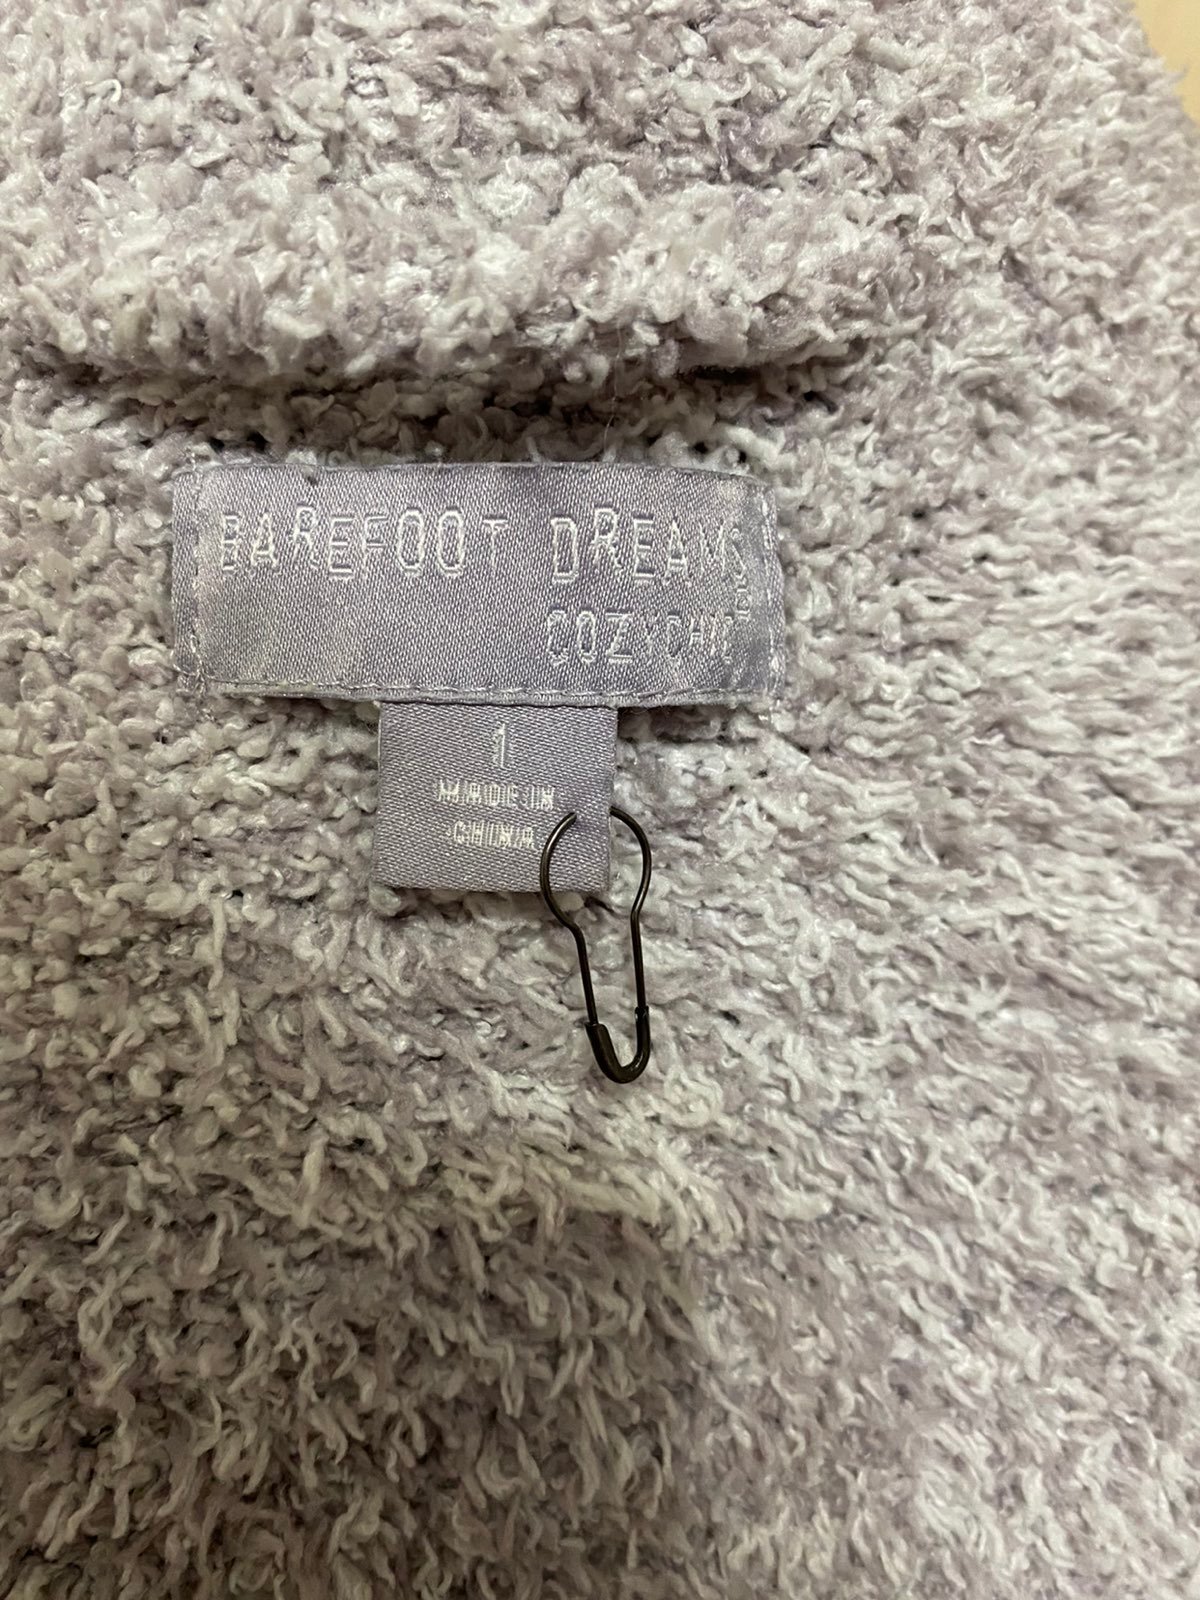 BAREFOOT DREAMS
COZYCHIC
1
MADE IN
CHINA